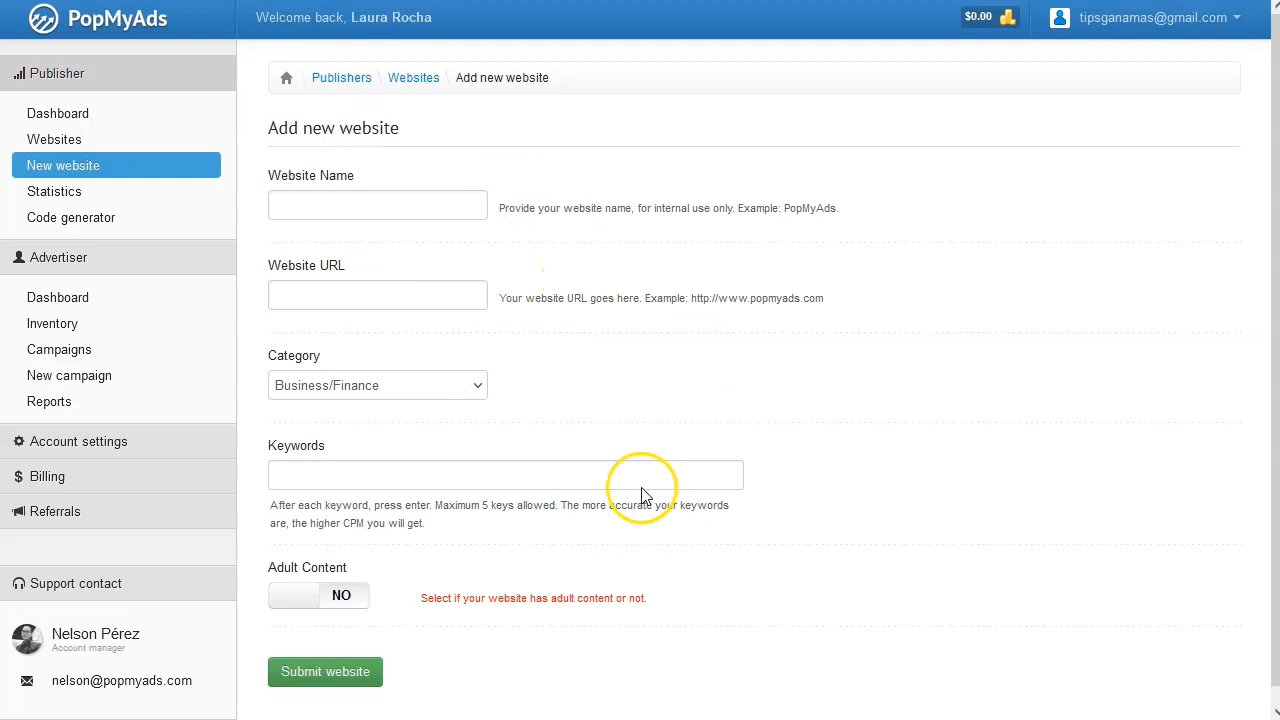 PopMyAds
Welcome back, Laura Rocha
$0.00
tipsganamas@gmail.com
Publisher
Dashboard
Websites
New website
Statistics
Code generator
Advertiser
Dashboard
Inventory
Campaigns
New campaign
Reports
Account settings
Billing
Referrals
Support contact
Nelson Pérez
Account manager
nelson@popmyads.com
Publishers
Websites
Add new website
Add new website
Website Name
Provide your website name, for internal use only. Example: PopMyAds.
Website URL
Your website URL goes here. Example: http://www.popmyads.com
Category
Business/Finance
Keywords
After each keyword, press enter. Maximum 5 keys allowed. The more accurate your keywords
are, the higher CPM you will get.
Adult Content
NO
Select if your website has adult content or not.
Submit website